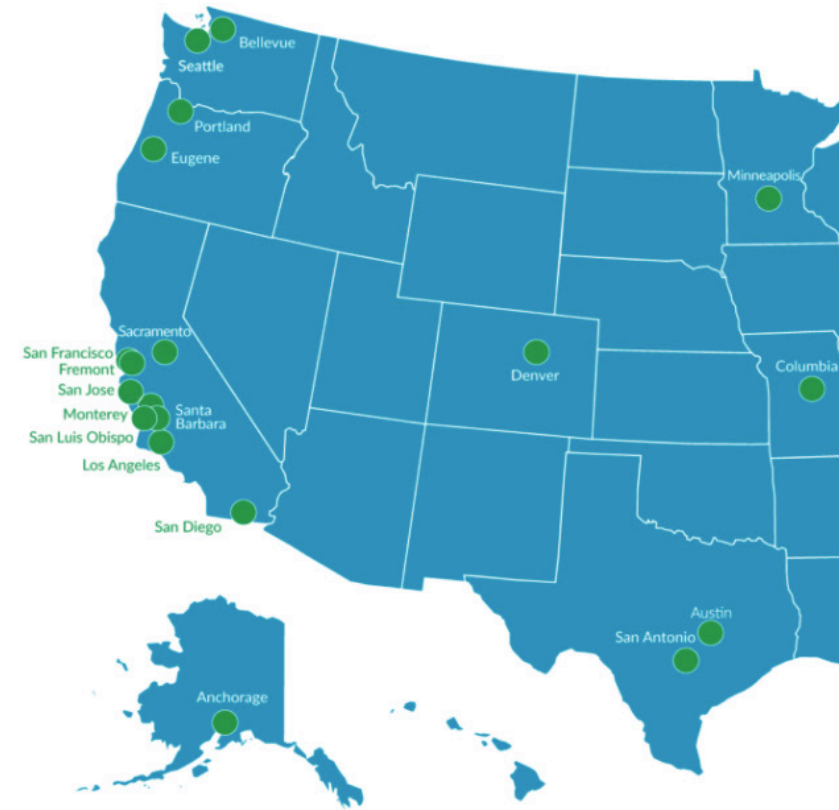 Bellevue
Seattle
Portland
Eugene
Minneapolis
Sacramento
San Francisco
Fremont
Denver
Columbia
San Jose
Monterey
Santa
Barbara
San Luis Obispo
Los Angeles
San Diego
Austin
San Antonio
Anchorage